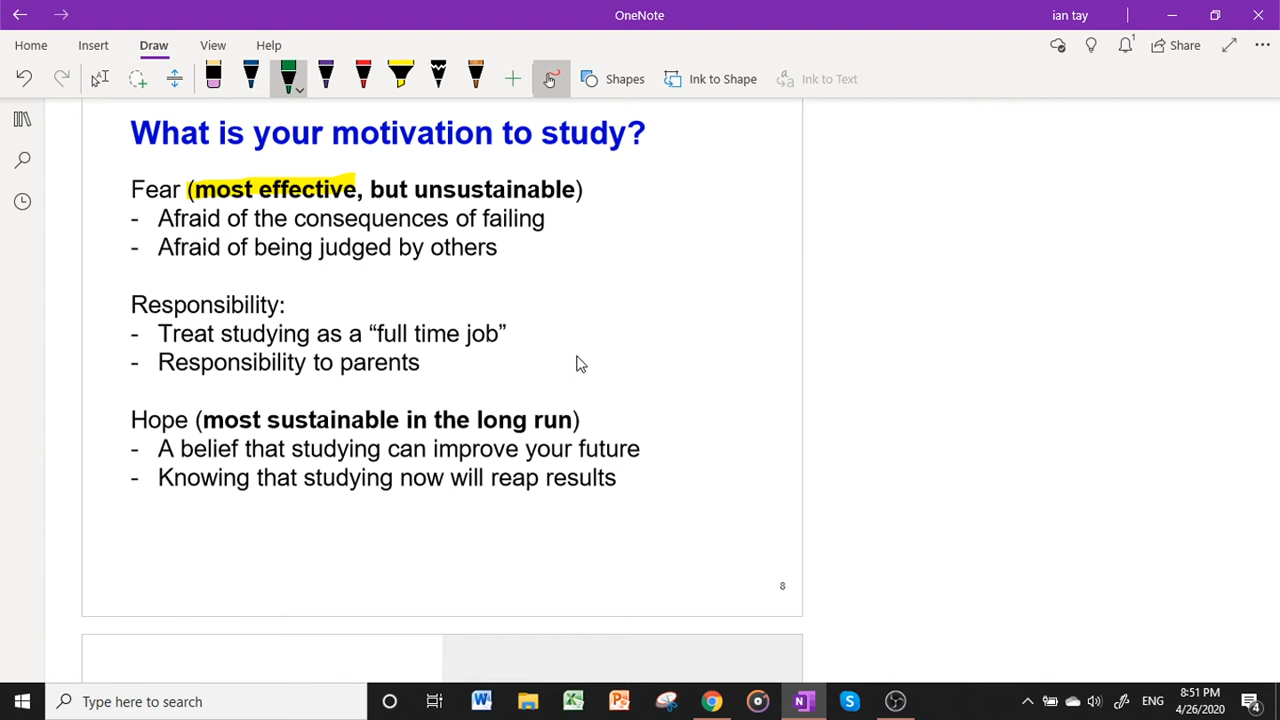 OneNote
ian tay
Home Insert Draw View Help
Share
Shapes Ink to Shape Ink to Text
What is your motivation to study?
Fear (most effective, but unsustainable)
- Afraid of the consequences of failing
- Afraid of being judged by others
Responsibility:
- Treat studying as a “full time job”
- Responsibility to parents
Hope (most sustainable in the long run)
- A belief that studying can improve your future
- Knowing that studying now will reap results
8
Type here to search
ENG
8:51 PM
4/26/2020
4